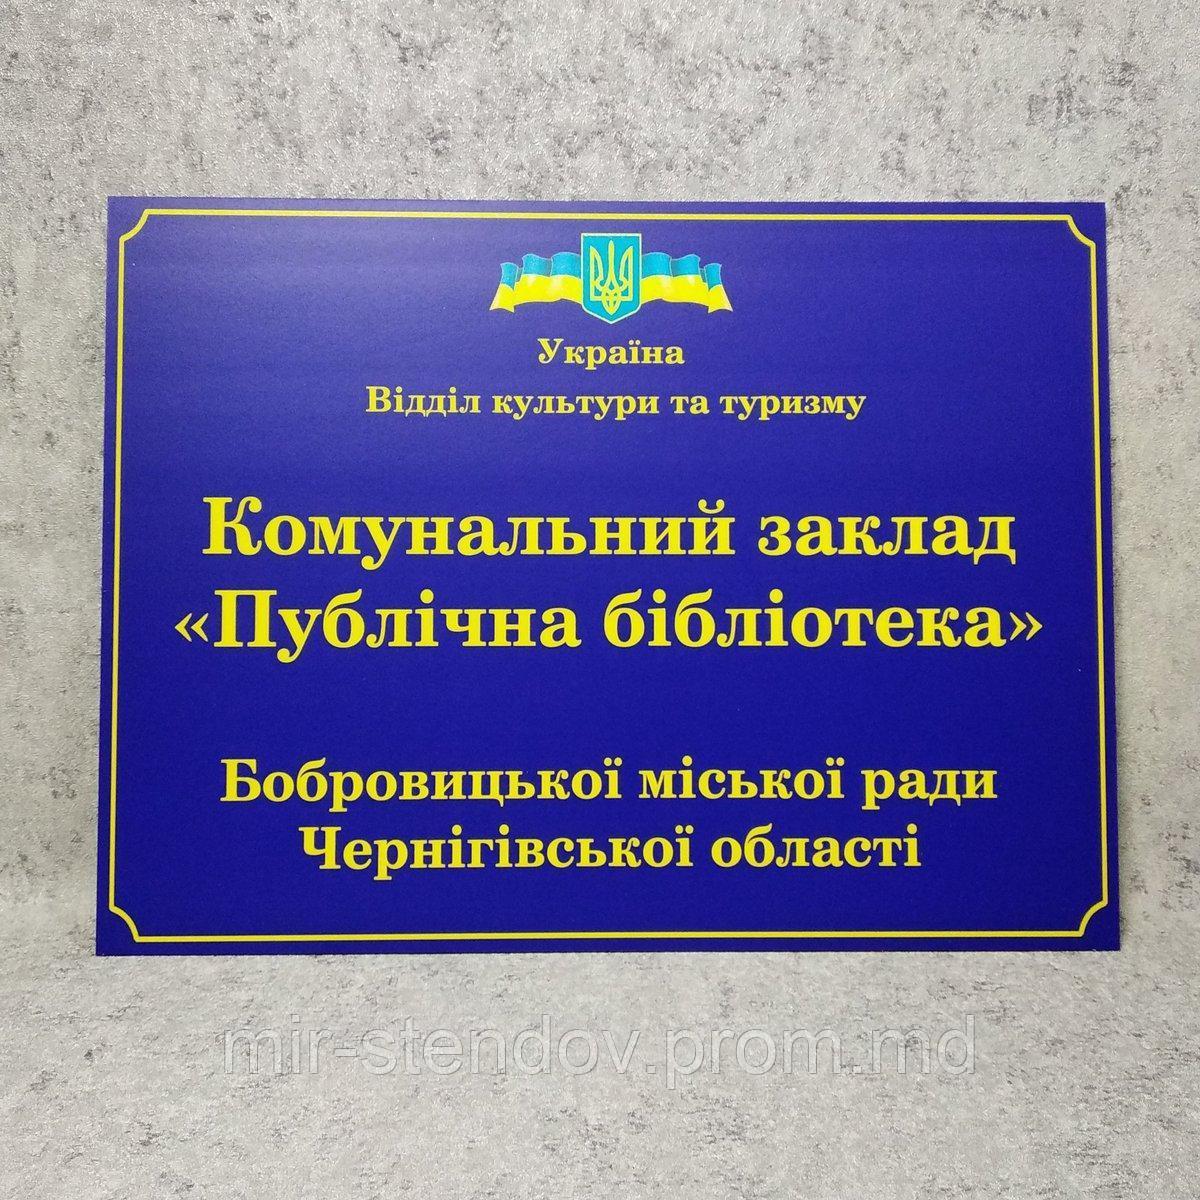 Україна
Відділ культури та туризму
Комунальний заклад
«Публічна бібліотека»
Бобровицької міської ради
Чернігівської області
mir-stendov.prom.md